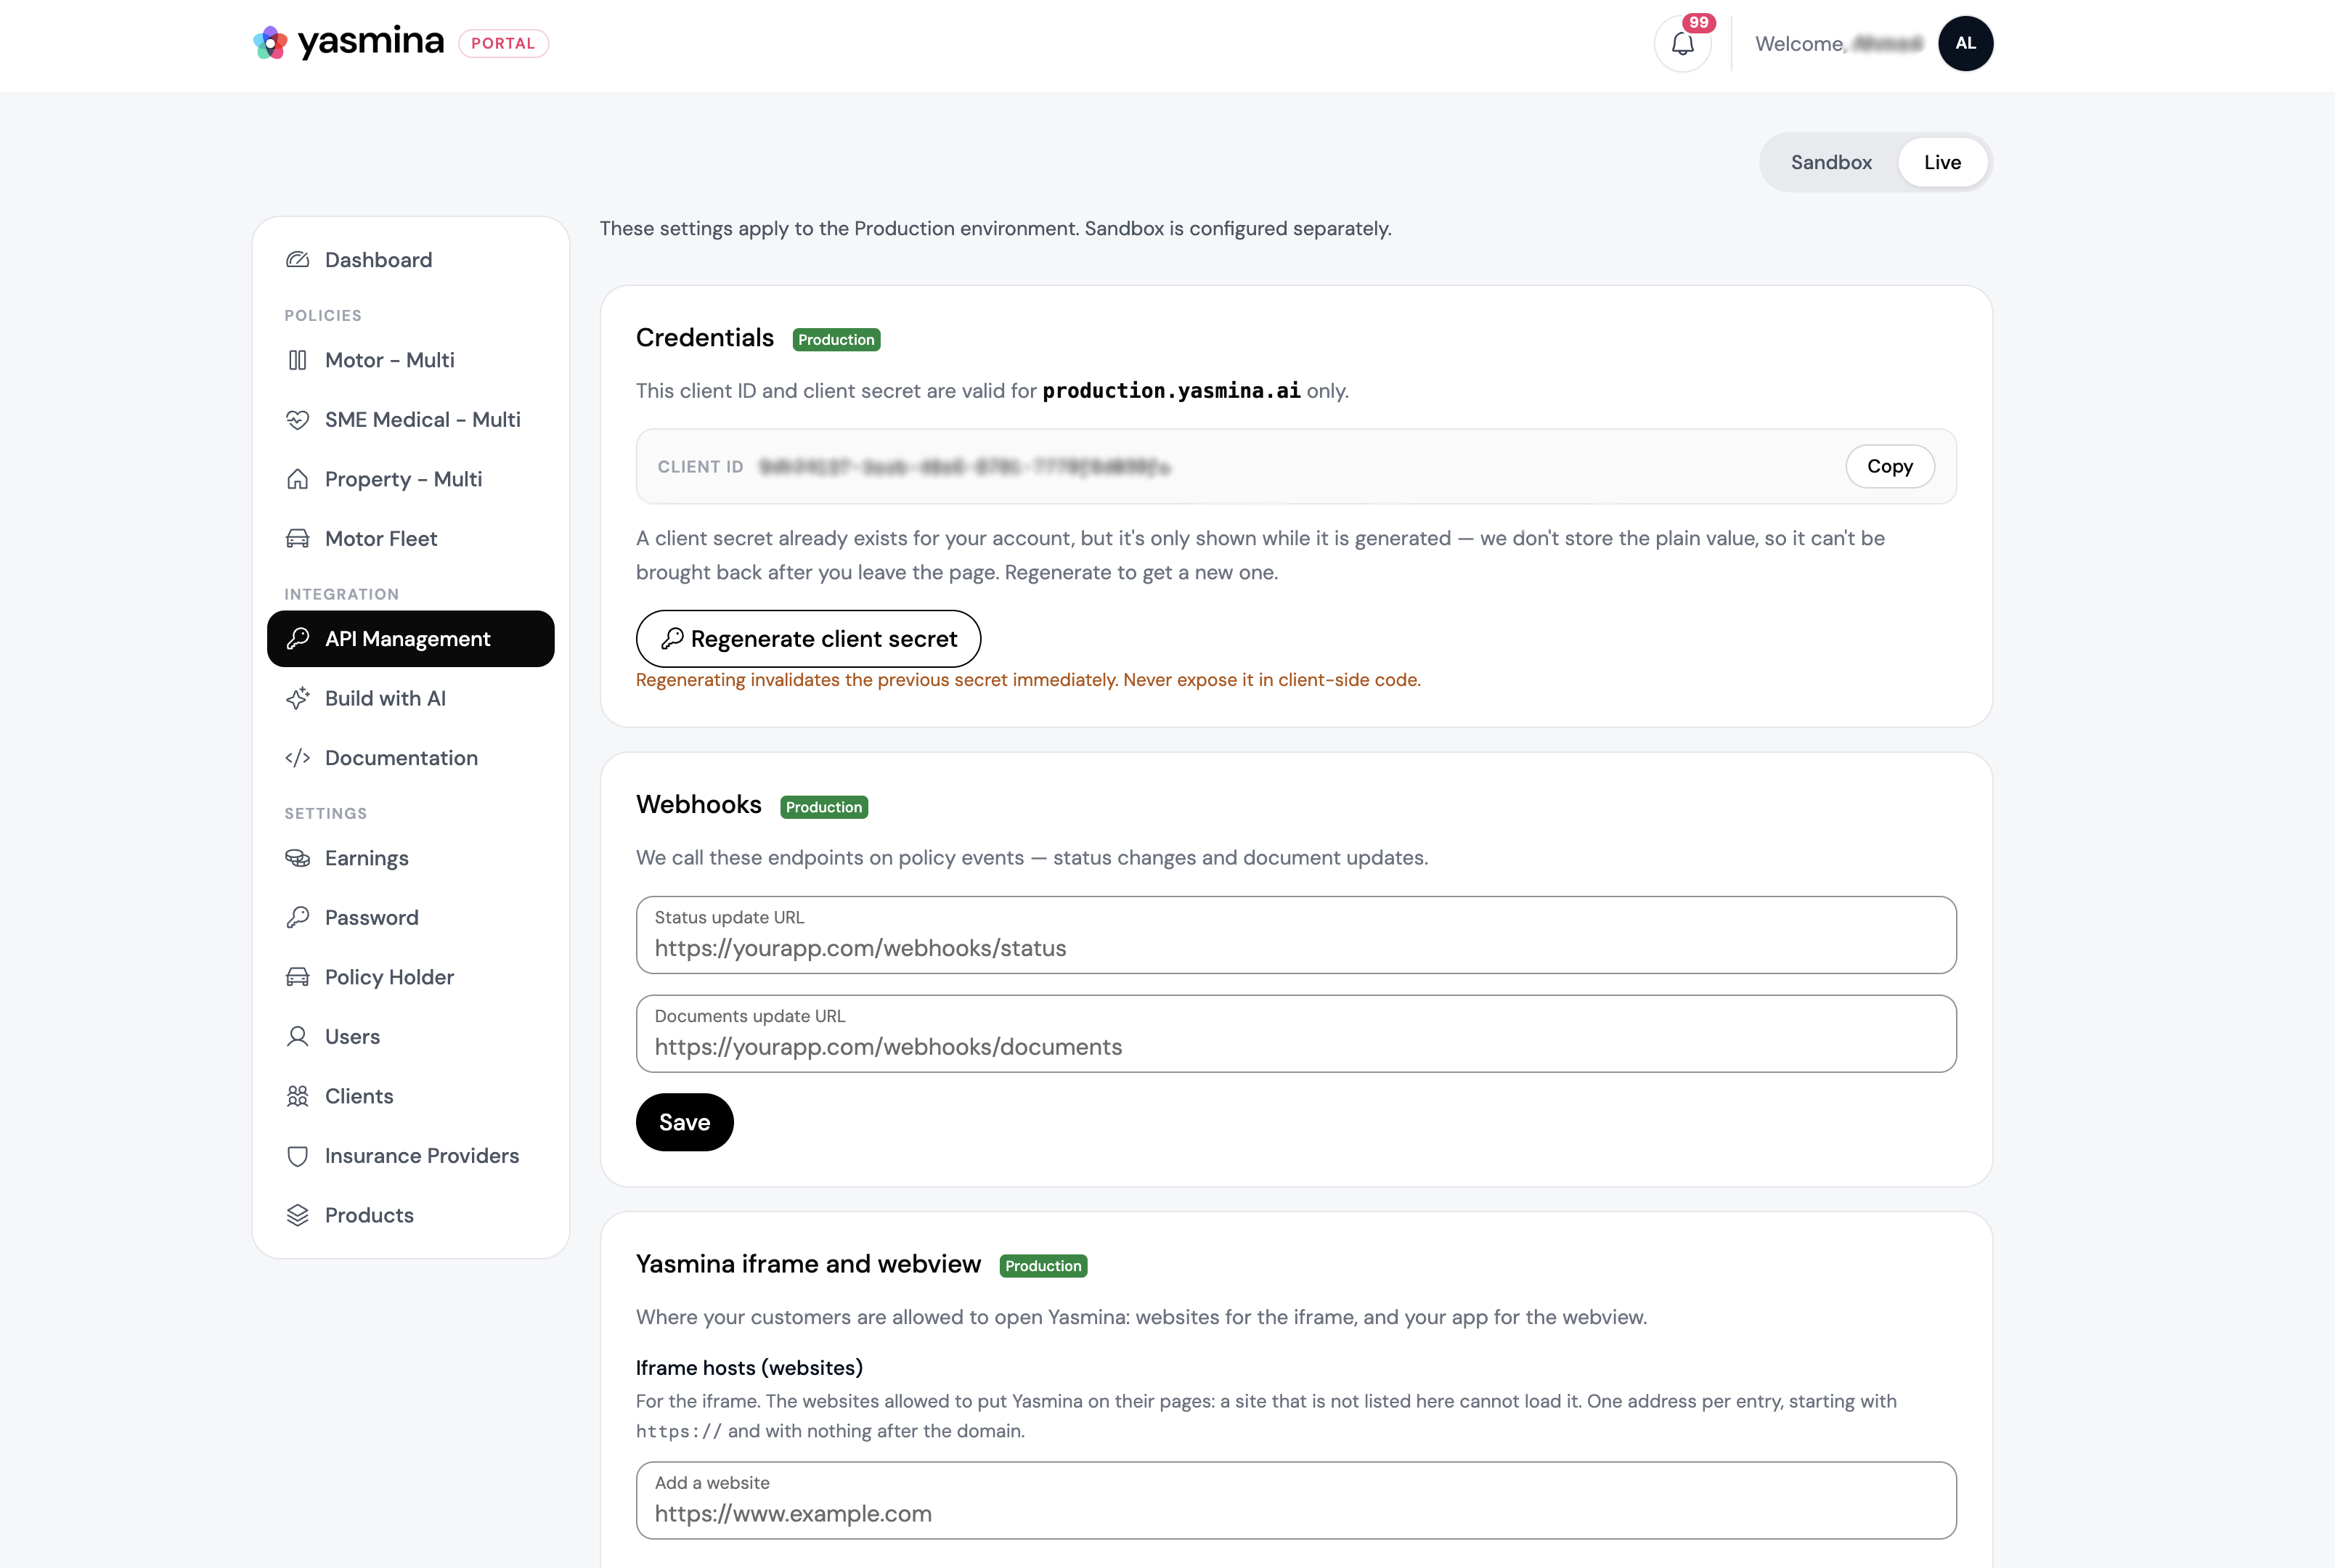 yasmina PORTAL
99
Welcome,
AL
Sandbox
Live
Dashboard
POLICIES
Motor - Multi
SME Medical - Multi
Property - Multi
Motor Fleet
INTEGRATION
API Management
Build with AI
Documentation
SETTINGS
Earnings
Password
Policy Holder
Users
Clients
Insurance Providers
Products
These settings apply to the Production environment. Sandbox is configured separately.
Credentials Production
This client ID and client secret are valid for production.yasmina.ai only.
CLIENT ID
Copy
A client secret already exists for your account, but it's only shown while it is generated — we don't store the plain value, so it can't be
brought back after you leave the page. Regenerate to get a new one.
Regenerate client secret
Regenerating invalidates the previous secret immediately. Never expose it in client-side code.
Webhooks Production
We call these endpoints on policy events — status changes and document updates.
Status update URL
https://yourapp.com/webhooks/status
Documents update URL
https://yourapp.com/webhooks/documents
Save
Yasmina iframe and webview Production
Where your customers are allowed to open Yasmina: websites for the iframe, and your app for the webview.
Iframe hosts (websites)
For the iframe. The websites allowed to put Yasmina on their pages: a site that is not listed here cannot load it. One address per entry, starting with
https:// and with nothing after the domain.
Add a website
https://www.example.com